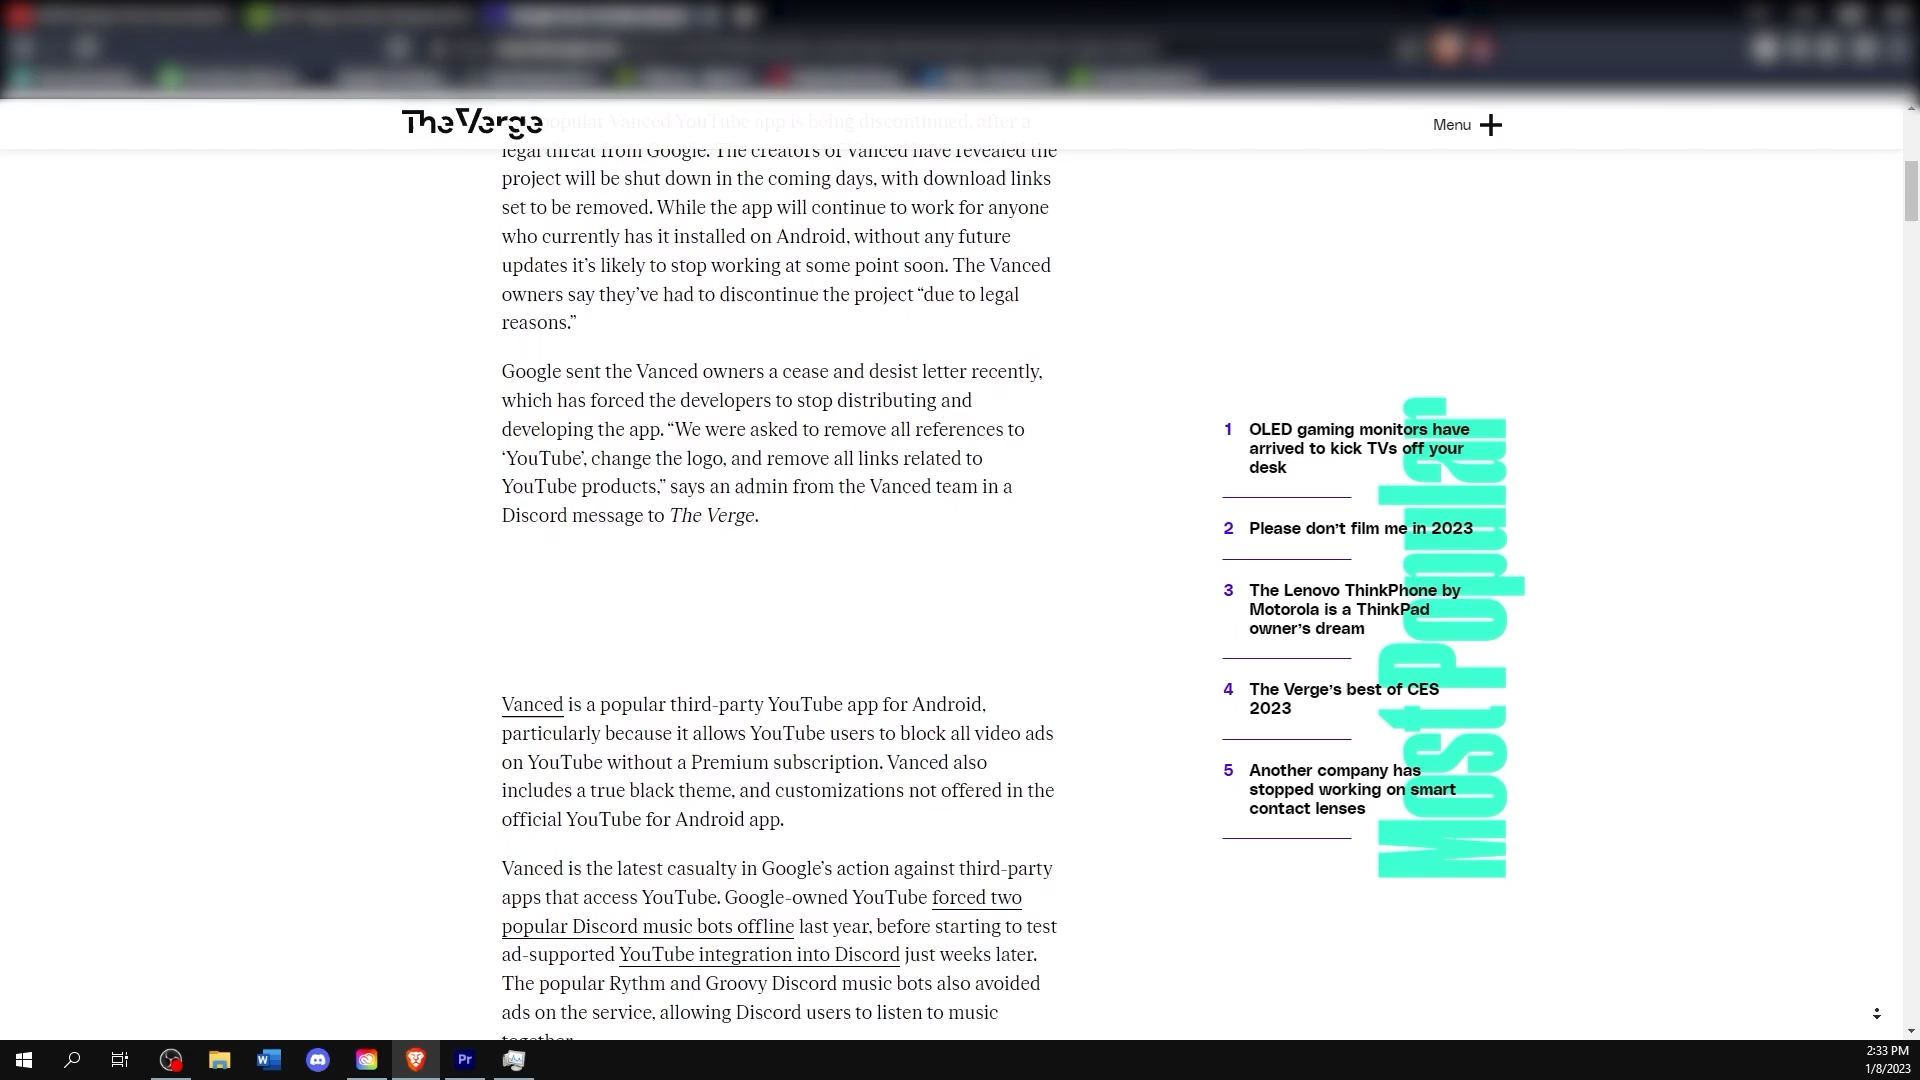 The Verge
Menu
popular Vanced YouTube app is being discontinued, after a
legal threat from Google. The creators of Vanced have revealed the
project will be shut down in the coming days, with download links
set to be removed. While the app will continue to work for anyone
who currently has it installed on Android, without any future
updates it’s likely to stop working at some point soon. The Vanced
owners say they’ve had to discontinue the project “due to legal
reasons.”
Google sent the Vanced owners a cease and desist letter recently,
which has forced the developers to stop distributing and
developing the app. “We were asked to remove all references to
‘YouTube’, change the logo, and remove all links related to
YouTube products,” says an admin from the Vanced team in a
Discord message to The Verge.
Vanced is a popular third-party YouTube app for Android,
particularly because it allows YouTube users to block all video ads
on YouTube without a Premium subscription. Vanced also
includes a true black theme, and customizations not offered in the
official YouTube for Android app.
Vanced is the latest casualty in Google’s action against third-party
apps that access YouTube. Google-owned YouTube forced two
popular Discord music bots offline last year, before starting to test
ad-supported YouTube integration into Discord just weeks later.
The popular Rythm and Groovy Discord music bots also avoided
ads on the service, allowing Discord users to listen to music
together.
Most Popular
1 OLED gaming monitors have
arrived to kick TVs off your
desk
2 Please don’t film me in 2023
3 The Lenovo ThinkPhone by
Motorola is a ThinkPad
owner’s dream
4 The Verge’s best of CES
2023
5 Another company has
stopped working on smart
contact lenses
W
Pr
2:33 PM
1/8/2023